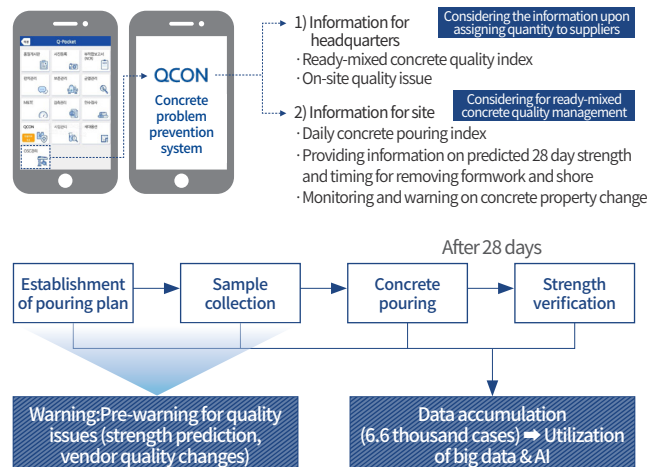 Q-Pocket
QCON
QCON
Concrete
problem
prevention
system
1) Information for
headquarters
Considering the information upon
assigning quantity to suppliers
· Ready-mixed concrete quality index
· On-site quality issue
2) Information for site
Considering for ready-mixed
concrete quality management
· Daily concrete pouring index
· Providing information on predicted 28 day strength
and timing for removing formwork and shore
· Monitoring and warning on concrete property change
After 28 days
Establishment
of pouring plan
Sample
collection
Concrete
pouring
Strength
verification
Warning:Pre-warning for quality
issues (strength prediction,
vendor quality changes)
Data accumulation
(6.6 thousand cases) ➡ Utilization
of big data & AI